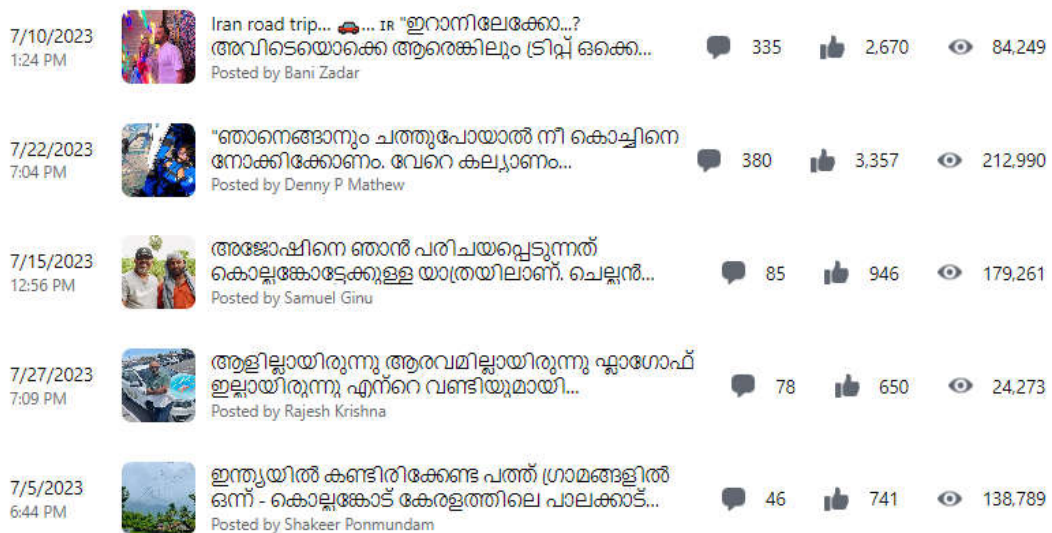 7/10/2023
1:24 PM
Iran road trip... 🚗... IR "ഇറാനിലേക്കോ...?
അവിടെയൊക്കെ ആരെങ്കിലും ട്രിപ്പ് ഒക്കെ...
Posted by Bani Zadar
335 2,670 84,249
7/22/2023
7:04 PM
"ഞാനെങ്ങാനും ചത്തുപോയാൽ നീ കൊച്ചിനെ
നോക്കിക്കോണം. വേറെ കല്യാണം...
Posted by Denny P Mathew
380 3,357 212,990
7/15/2023
12:56 PM
അജോഷിനെ ഞാൻ പരിചയപ്പെടുന്നത്
കൊല്ലങ്കോട്ടേക്കുള്ള യാത്രയിലാണ്. ചെല്ലൻ...
Posted by Samuel Ginu
85 946 179,261
7/27/2023
7:09 PM
ആളില്ലായിരുന്നു ആരവമില്ലായിരുന്നു ഫ്ലാഗോഫ്
ഇല്ലായിരുന്നു എന്റെ വണ്ടിയുമായി...
Posted by Rajesh Krishna
78 650 24,273
7/5/2023
6:44 PM
ഇന്ത്യയിൽ കണ്ടിരിക്കേണ്ട പത്ത് ഗ്രാമങ്ങളിൽ
ഒന്ന് - കൊല്ലങ്കോട് കേരളത്തിലെ പാലക്കാട്...
Posted by Shakeer Ponmundam
46 741 138,789